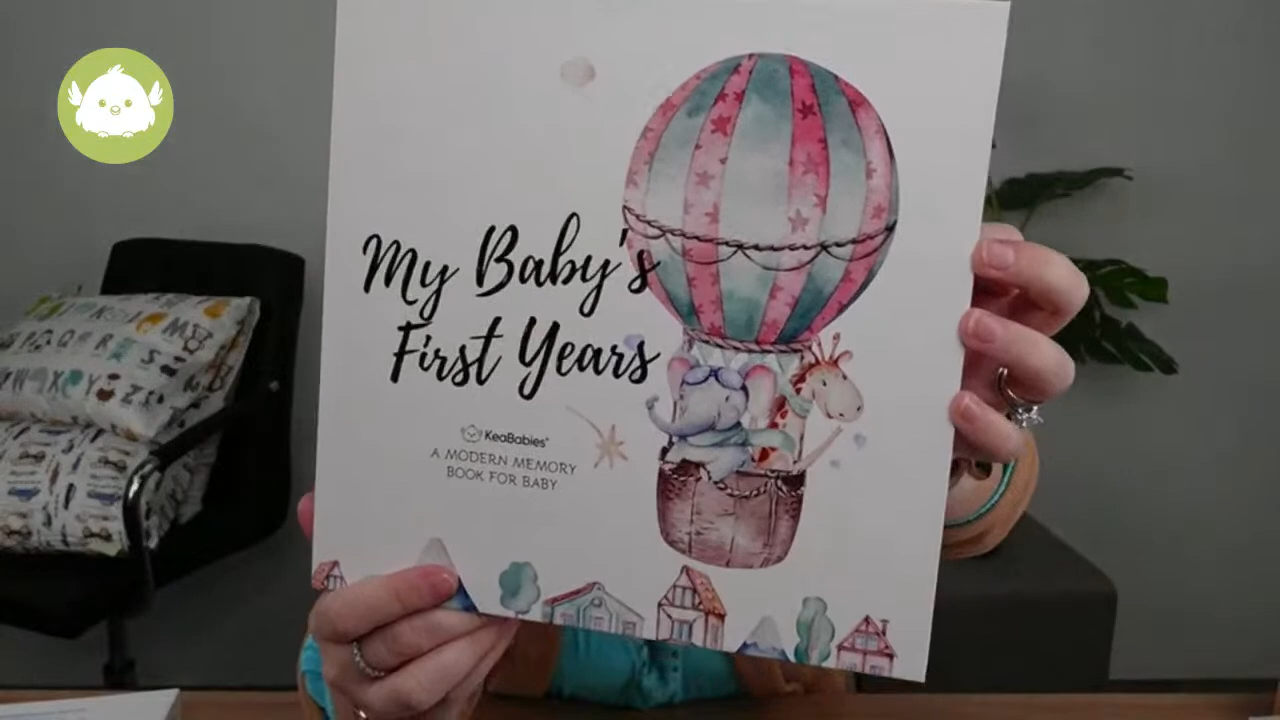 My Baby's
First Years
KeaBabies®
A MODERN MEMORY
BOOK FOR BABY